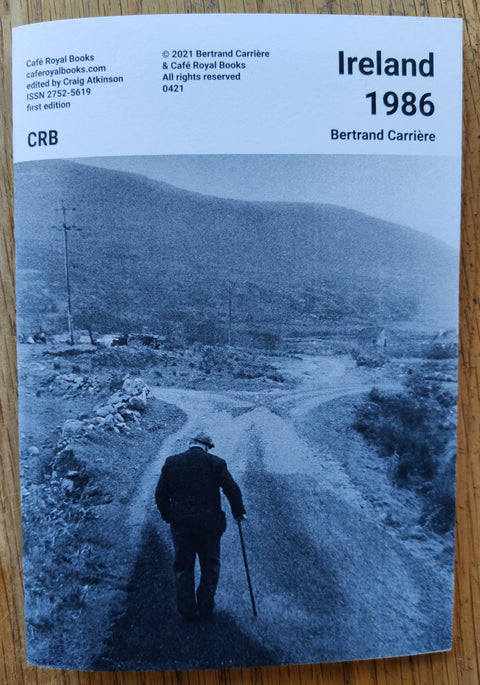 Café Royal Books
caferoyalbooks.com
edited by Craig Atkinson
ISSN 2752-5619
first edition
CRB
© 2021 Bertrand Carrière
& Café Royal Books
All rights reserved
0421
Ireland
1986
Bertrand Carrière